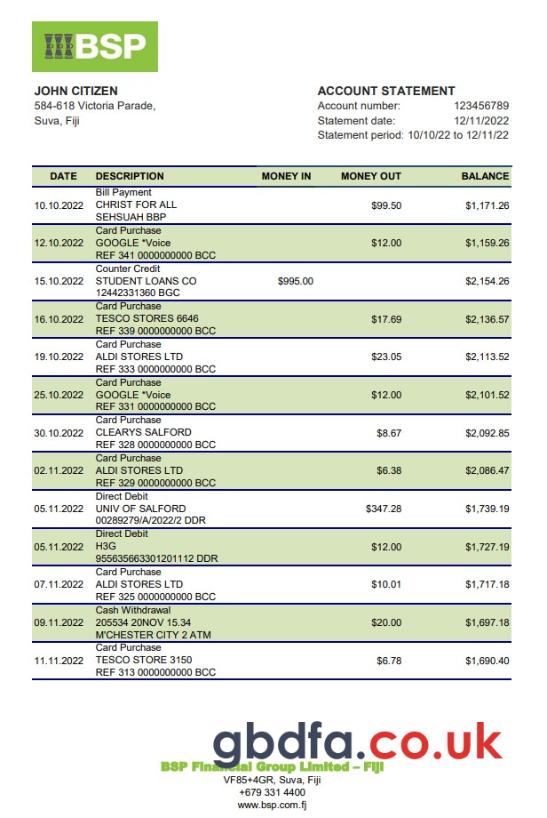 BSP
JOHN CITIZEN
584-618 Victoria Parade,
Suva, Fiji
ACCOUNT STATEMENT
Account number: 123456789
Statement date: 12/11/2022
Statement period: 10/10/22 to 12/11/22
DATE DESCRIPTION MONEY IN MONEY OUT BALANCE
Bill Payment
10.10.2022 CHRIST FOR ALL $99.50 $1,171.26
SEHSUAH BBP
Card Purchase
12.10.2022 GOOGLE *Voice $12.00 $1,159.26
REF 341 0000000000 BCC
Counter Credit
15.10.2022 STUDENT LOANS CO $995.00 $2,154.26
12442331360 BGC
Card Purchase
16.10.2022 TESCO STORES 6646 $17.69 $2,136.57
REF 339 0000000000 BCC
Card Purchase
19.10.2022 ALDI STORES LTD $23.05 $2,113.52
REF 333 0000000000 BCC
Card Purchase
25.10.2022 GOOGLE *Voice $12.00 $2,101.52
REF 331 0000000000 BCC
Card Purchase
30.10.2022 CLEARYS SALFORD $8.67 $2,092.85
REF 328 0000000000 BCC
Card Purchase
02.11.2022 ALDI STORES LTD $6.38 $2,086.47
REF 329 0000000000 BCC
Direct Debit
05.11.2022 UNIV OF SALFORD $347.28 $1,739.19
00289279/A/2022/2 DDR
Direct Debit
05.11.2022 H3G $12.00 $1,727.19
955635663301201112 DDR
Card Purchase
07.11.2022 ALDI STORES LTD $10.01 $1,717.18
REF 325 0000000000 BCC
Cash Withdrawal
09.11.2022 205534 20NOV 15.34 $20.00 $1,697.18
M'CHESTER CITY 2 ATM
Card Purchase
11.11.2022 TESCO STORE 3150 $6.78 $1,690.40
REF 313 0000000000 BCC
gbdfa.co.uk
BSP Financial Group Limited – Fiji
VF85+4GR, Suva, Fiji
+679 331 4400
www.bsp.com.fj